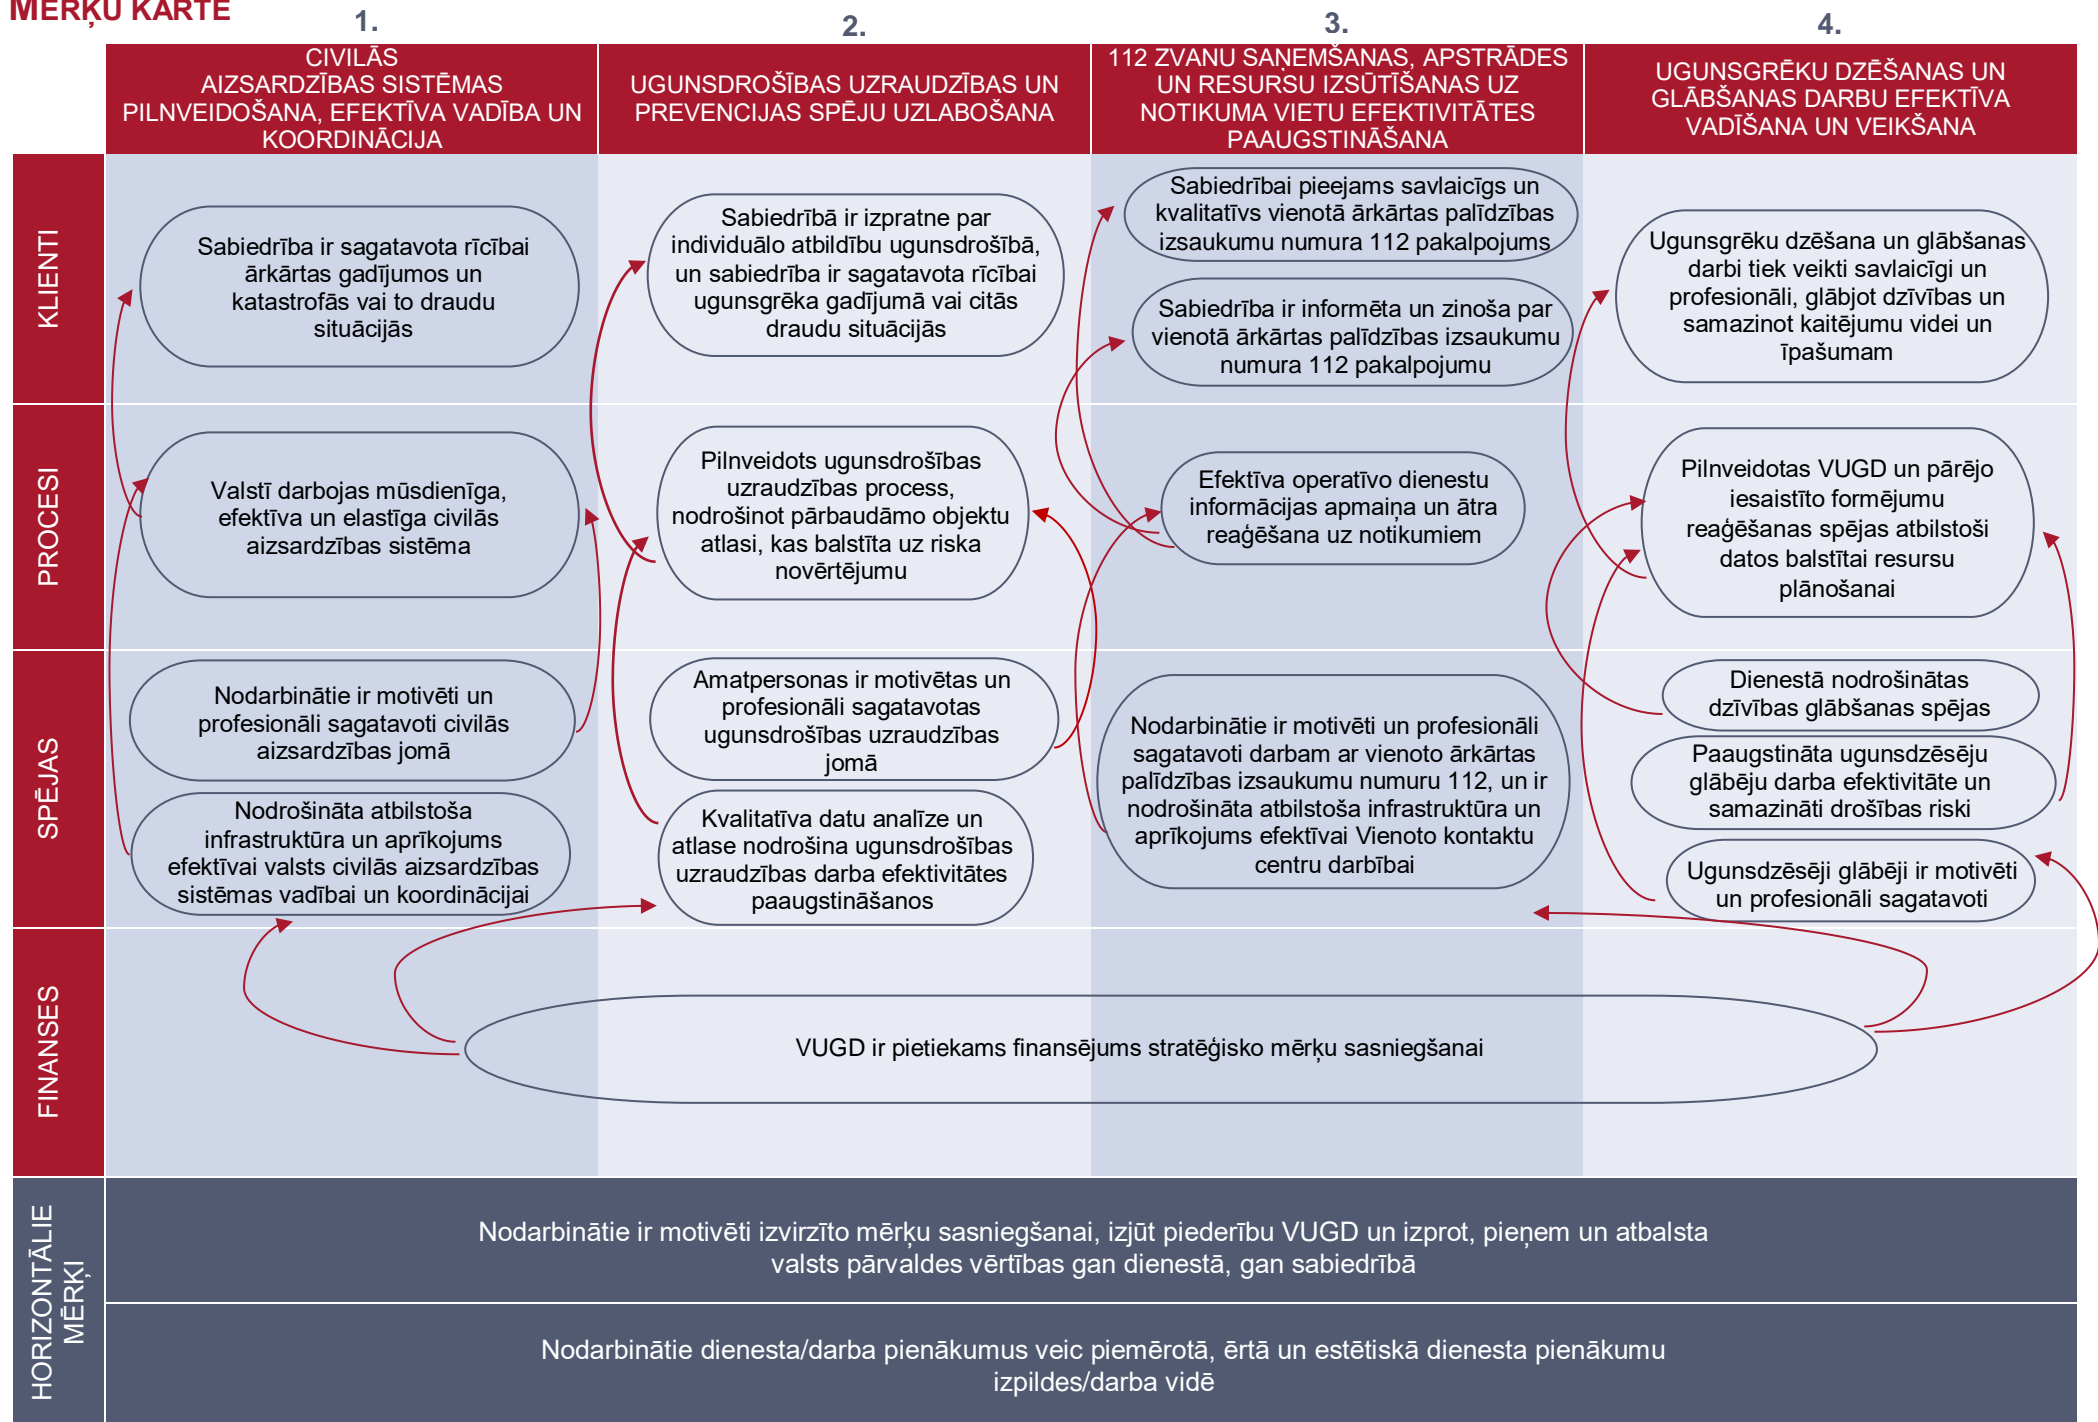 MĒRĶU KARTE
1.
2.
3.
4.
CIVILĀS
AIZSARDZĪBAS SISTĒMAS
PILNVEIDOŠANA, EFEKTĪVA VADĪBA UN
KOORDINĀCIJA
UGUNSDROŠĪBAS UZRAUDZĪBAS UN
PREVENCIJAS SPĒJU UZLABOŠANA
112 ZVANU SAŅEMŠANAS, APSTRĀDES
UN RESURSU IZSŪTĪŠANAS UZ
NOTIKUMA VIETU EFEKTIVITĀTES
PAAUGSTINĀŠANA
UGUNSGRĒKU DZĒŠANAS UN
GLĀBŠANAS DARBU EFEKTĪVA
VADĪŠANA UN VEIKŠANA
KLIENTI
Sabiedrība ir sagatavota rīcībai
ārkārtas gadījumos un
katastrofās vai to draudu
situācijās
Sabiedrībā ir izpratne par
individuālo atbildību ugunsdrošībā,
un sabiedrība ir sagatavota rīcībai
ugunsgrēka gadījumā vai citās
draudu situācijās
Sabiedrībai pieejams savlaicīgs un
kvalitatīvs vienotā ārkārtas palīdzības
izsaukumu numura 112 pakalpojums
Sabiedrība ir informēta un zinoša par
vienotā ārkārtas palīdzības izsaukumu
numura 112 pakalpojumu
Ugunsgrēku dzēšana un glābšanas
darbi tiek veikti savlaicīgi un
profesionāli, glābjot dzīvības un
samazinot kaitējumu videi un
īpašumam
PROCESI
Valstī darbojas mūsdienīga,
efektīva un elastīga civilās
aizsardzības sistēma
Pilnveidots ugunsdrošības
uzraudzības process,
nodrošinot pārbaudāmo objektu
atlasi, kas balstīta uz riska
novērtējumu
Efektīva operatīvo dienestu
informācijas apmaiņa un ātra
reaģēšana uz notikumiem
Pilnveidotas VUGD un pārējo
iesaistīto formējumu
reaģēšanas spējas atbilstoši
datos balstītai resursu
plānošanai
SPĒJAS
Nodarbinātie ir motivēti un
profesionāli sagatavoti civilās
aizsardzības jomā
Nodrošināta atbilstoša
infrastruktūra un aprīkojums
efektīvai valsts civilās aizsardzības
sistēmas vadībai un koordinācijai
Amatpersonas ir motivētas un
profesionāli sagatavotas
ugunsdrošības uzraudzības
jomā
Kvalitatīva datu analīze un
atlase nodrošina ugunsdrošības
uzraudzības darba efektivitātes
paaugstināšanos
Nodarbinātie ir motivēti un profesionāli
sagatavoti darbam ar vienoto ārkārtas
palīdzības izsaukumu numuru 112, un ir
nodrošināta atbilstoša infrastruktūra un
aprīkojums efektīvai Vienoto kontaktu
centru darbībai
Dienestā nodrošinātas
dzīvības glābšanas spējas
Paaugstināta ugunsdzēsēju
glābēju darba efektivitāte un
samazināti drošības riski
Ugunsdzēsēji glābēji ir motivēti
un profesionāli sagatavoti
FINANSES
VUGD ir pietiekams finansējums stratēģisko mērķu sasniegšanai
HORIZONTĀLIE
MĒRĶI
Nodarbinātie ir motivēti izvirzīto mērķu sasniegšanai, izjūt piederību VUGD un izprot, pieņem un atbalsta
valsts pārvaldes vērtības gan dienestā, gan sabiedrībā
Nodarbinātie dienesta/darba pienākumus veic piemērotā, ērtā un estētiskā dienesta pienākumu
izpildes/darba vidē